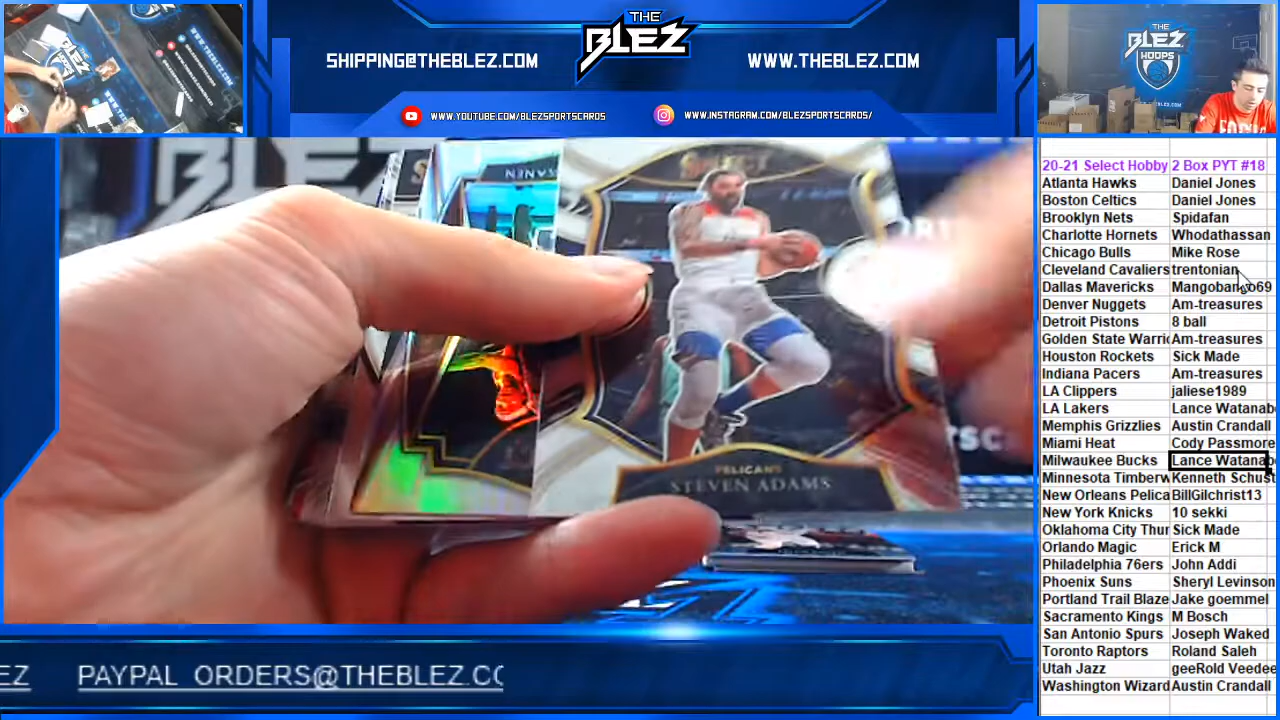 SHIPPING@THEBLEZ.COM
THE
BLEZ
WWW.THEBLEZ.COM
WWW.YOUTUBE.COM/BLEZSPORTSCARDS
WWW.INSTAGRAM.COM/BLEZSPORTSCARDS/
THE
BLEZ
HOOPS
20-21 Select Hobby 2 Box PYT #18
Atlanta Hawks Daniel Jones
Boston Celtics Daniel Jones
Brooklyn Nets Spidafan
Charlotte Hornets Whodathassan
Chicago Bulls Mike Rose
Cleveland Cavaliers trentonian
Dallas Mavericks
Denver Nuggets Am-treasures
Detroit Pistons 8 ball
Golden State Warri Am-treasures
Houston Rockets Sick Made
Indiana Pacers Am-treasures
LA Clippers jaliese1989
LA Lakers Lance Watanab
Memphis Grizzlies Austin Crandall
Miami Heat Cody Passmore
Milwaukee Bucks Lance Watanab
Minnesota Timberw Kenneth Schust
New Orleans Pelica BillGilchrist13
New York Knicks 10 sekki
Oklahoma City Thun Sick Made
Orlando Magic Erick M
Philadelphia 76ers John Addi
Phoenix Suns Sheryl Levinson
Portland Trail Blaze Jake goemmel
Sacramento Kings M Bosch
San Antonio Spurs Joseph Waked
Toronto Raptors Roland Saleh
Utah Jazz geeRold Veedee
Washington Wizard Austin Crandall
PELICANS
STEVEN ADAMS
EZ PAYPAL ORDERS@THEBLEZ.CO